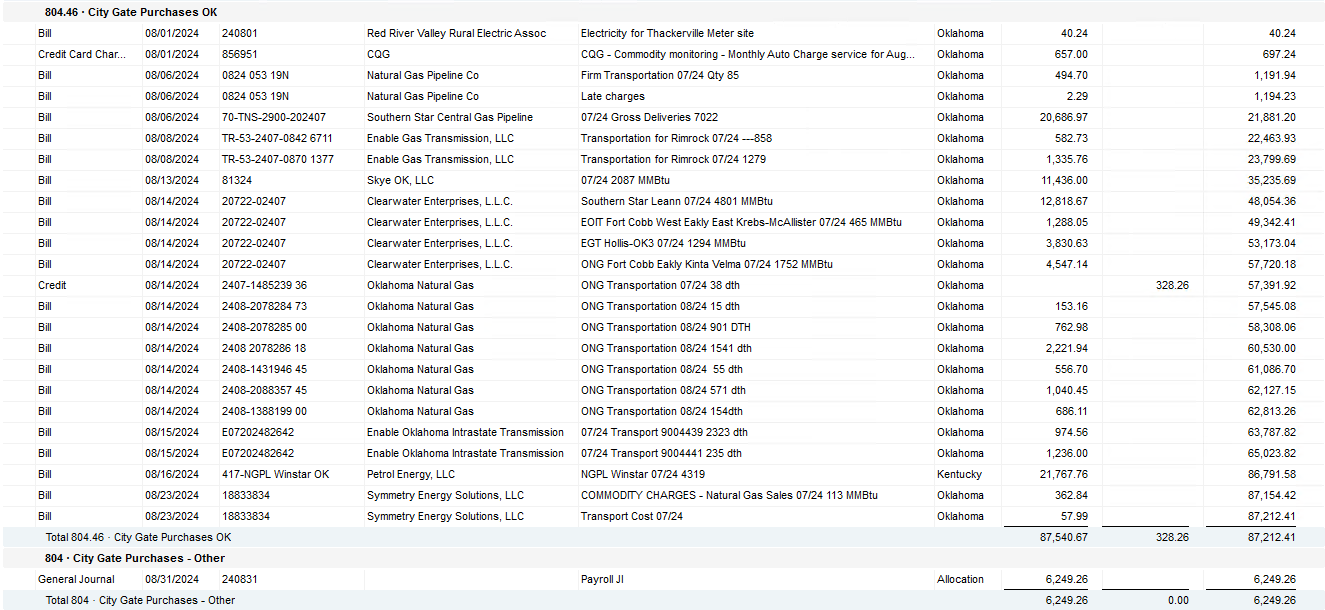 804.46 · City Gate Purchases OK
Bill 08/01/2024 240801 Red River Valley Rural Electric Assoc Electricity for Thackerville Meter site Oklahoma 40.24 40.24
Credit Card Char... 08/01/2024 856951 CQG CQG - Commodity monitoring - Monthly Auto Charge service for Aug... Oklahoma 657.00 697.24
Bill 08/06/2024 0824 053 19N Natural Gas Pipeline Co Firm Transportation 07/24 Qty 85 Oklahoma 494.70 1,191.94
Bill 08/06/2024 0824 053 19N Natural Gas Pipeline Co Late charges Oklahoma 2.29 1,194.23
Bill 08/06/2024 70-TNS-2900-202407 Southern Star Central Gas Pipeline 07/24 Gross Deliveries 7022 Oklahoma 20,686.97 21,881.20
Bill 08/08/2024 TR-53-2407-0842 6711 Enable Gas Transmission, LLC Transportation for Rimrock 07/24 ---858 Oklahoma 582.73 22,463.93
Bill 08/08/2024 TR-53-2407-0870 1377 Enable Gas Transmission, LLC Transportation for Rimrock 07/24 1279 Oklahoma 1,335.76 23,799.69
Bill 08/13/2024 81324 Skye OK, LLC 07/24 2087 MMBtu Oklahoma 11,436.00 35,235.69
Bill 08/14/2024 20722-02407 Clearwater Enterprises, L.L.C. Southern Star Leann 07/24 4801 MMBtu Oklahoma 12,818.67 48,054.36
Bill 08/14/2024 20722-02407 Clearwater Enterprises, L.L.C. EOIT Fort Cobb West Eakly East Krebs-McAllister 07/24 465 MMBtu Oklahoma 1,288.05 49,342.41
Bill 08/14/2024 20722-02407 Clearwater Enterprises, L.L.C. EGT Hollis-OK3 07/24 1294 MMBtu Oklahoma 3,830.63 53,173.04
Bill 08/14/2024 20722-02407 Clearwater Enterprises, L.L.C. ONG Fort Cobb Eakly Kinta Velma 07/24 1752 MMBtu Oklahoma 4,547.14 57,720.18
Credit 08/14/2024 2407-1485239 36 Oklahoma Natural Gas ONG Transportation 07/24 38 dth Oklahoma 328.26 57,391.92
Bill 08/14/2024 2408-2078284 73 Oklahoma Natural Gas ONG Transportation 08/24 15 dth Oklahoma 153.16 57,545.08
Bill 08/14/2024 2408-2078285 00 Oklahoma Natural Gas ONG Transportation 08/24 901 DTH Oklahoma 762.98 58,308.06
Bill 08/14/2024 2408 2078286 18 Oklahoma Natural Gas ONG Transportation 08/24 1541 dth Oklahoma 2,221.94 60,530.00
Bill 08/14/2024 2408-1431946 45 Oklahoma Natural Gas ONG Transportation 08/24 55 dth Oklahoma 556.70 61,086.70
Bill 08/14/2024 2408-2088357 45 Oklahoma Natural Gas ONG Transportation 08/24 571 dth Oklahoma 1,040.45 62,127.15
Bill 08/14/2024 2408-1388199 00 Oklahoma Natural Gas ONG Transportation 08/24 154dth Oklahoma 686.11 62,813.26
Bill 08/15/2024 E07202482642 Enable Oklahoma Intrastate Transmission 07/24 Transport 9004439 2323 dth Oklahoma 974.56 63,787.82
Bill 08/15/2024 E07202482642 Enable Oklahoma Intrastate Transmission 07/24 Transport 9004441 235 dth Oklahoma 1,236.00 65,023.82
Bill 08/16/2024 417-NGPL Winstar OK Petrol Energy, LLC NGPL Winstar 07/24 4319 Kentucky 21,767.76 86,791.58
Bill 08/23/2024 18833834 Symmetry Energy Solutions, LLC COMMODITY CHARGES - Natural Gas Sales 07/24 113 MMBtu Oklahoma 362.84 87,154.42
Bill 08/23/2024 18833834 Symmetry Energy Solutions, LLC Transport Cost 07/24 Oklahoma 57.99 87,212.41
Total 804.46 · City Gate Purchases OK 87,540.67 328.26 87,212.41
804 · City Gate Purchases - Other
General Journal 08/31/2024 240831 Payroll JI Allocation 6,249.26 6,249.26
Total 804 · City Gate Purchases - Other 6,249.26 0.00 6,249.26